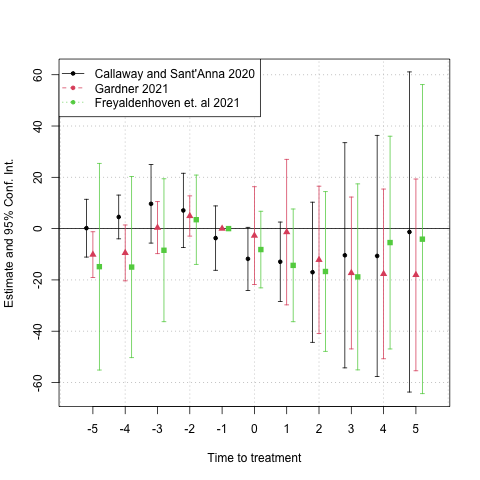 Callaway and Sant'Anna 2020
Gardner 2021
Freyaldenhoven et. al 2021
Estimate and 95% Conf. Int.
60
40
20
0
-20
-40
-60
-5 -4 -3 -2 -1 0 1 2 3 4 5
Time to treatment